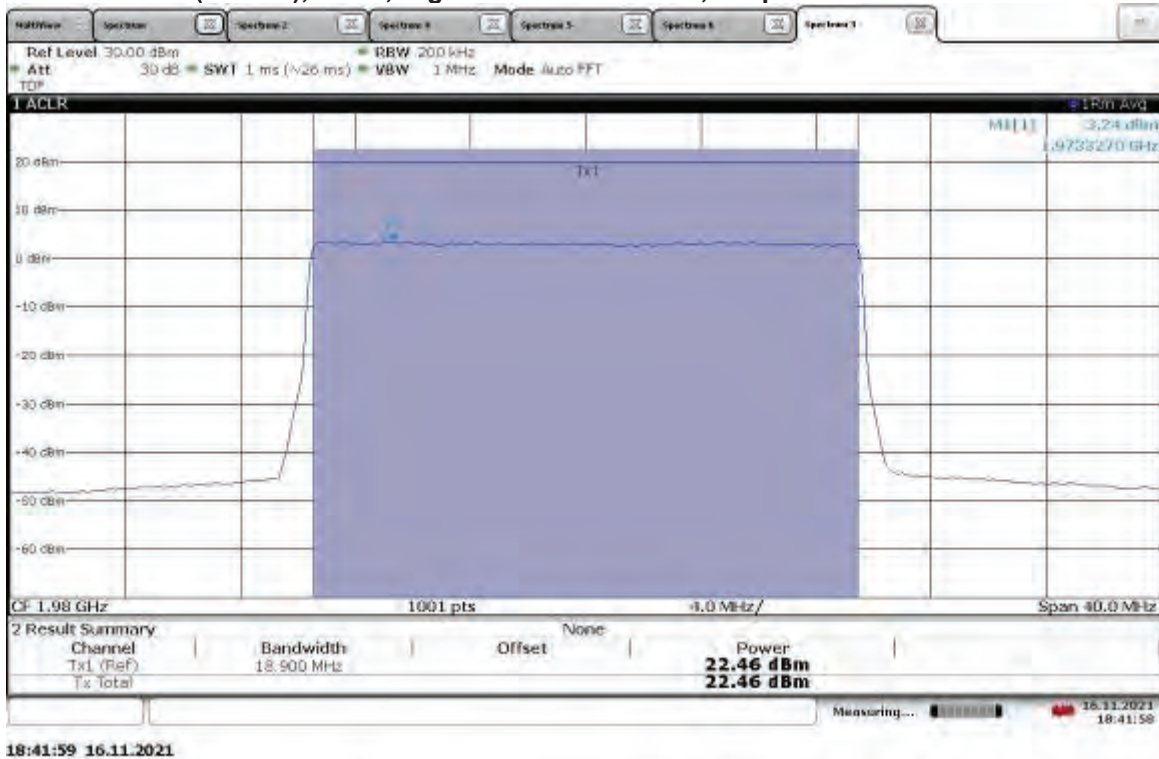 MultiView Spectrum Spectrum 2 Spectrum 4 Spectrum 5 Spectrum 6 Spectrum 3
Ref Level 30.00 dBm RBW 200 kHz
Att 30 dB SWT 1 ms (~26 ms) VBW 1 MHz Mode Auto FFT
TDF
1 ACLR 1Rm Avg
M1[1] 3.24 dBm
1.9733270 GHz
20 dBm
Tx1
10 dBm
0 dBm
-10 dBm
-20 dBm
-30 dBm
-40 dBm
-50 dBm
-60 dBm
CF 1.98 GHz 1001 pts 4.0 MHz/ Span 40.0 MHz
2 Result Summary None
Channel Bandwidth Offset Power
Tx1 (Ref) 18.900 MHz 22.46 dBm
Tx Total 22.46 dBm
Measuring... 16.11.2021
18:41:58
18:41:59 16.11.2021